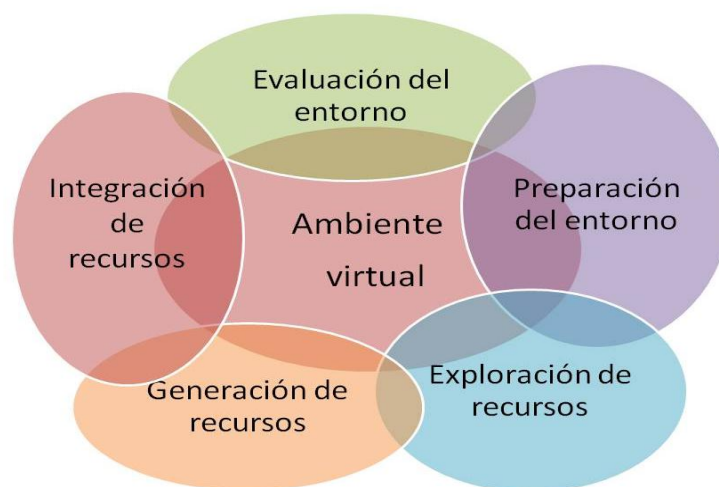 Evaluación del
entorno
Integración
de
recursos
Ambiente
virtual
Preparación
del entorno
Generación de
recursos
Exploración de
recursos